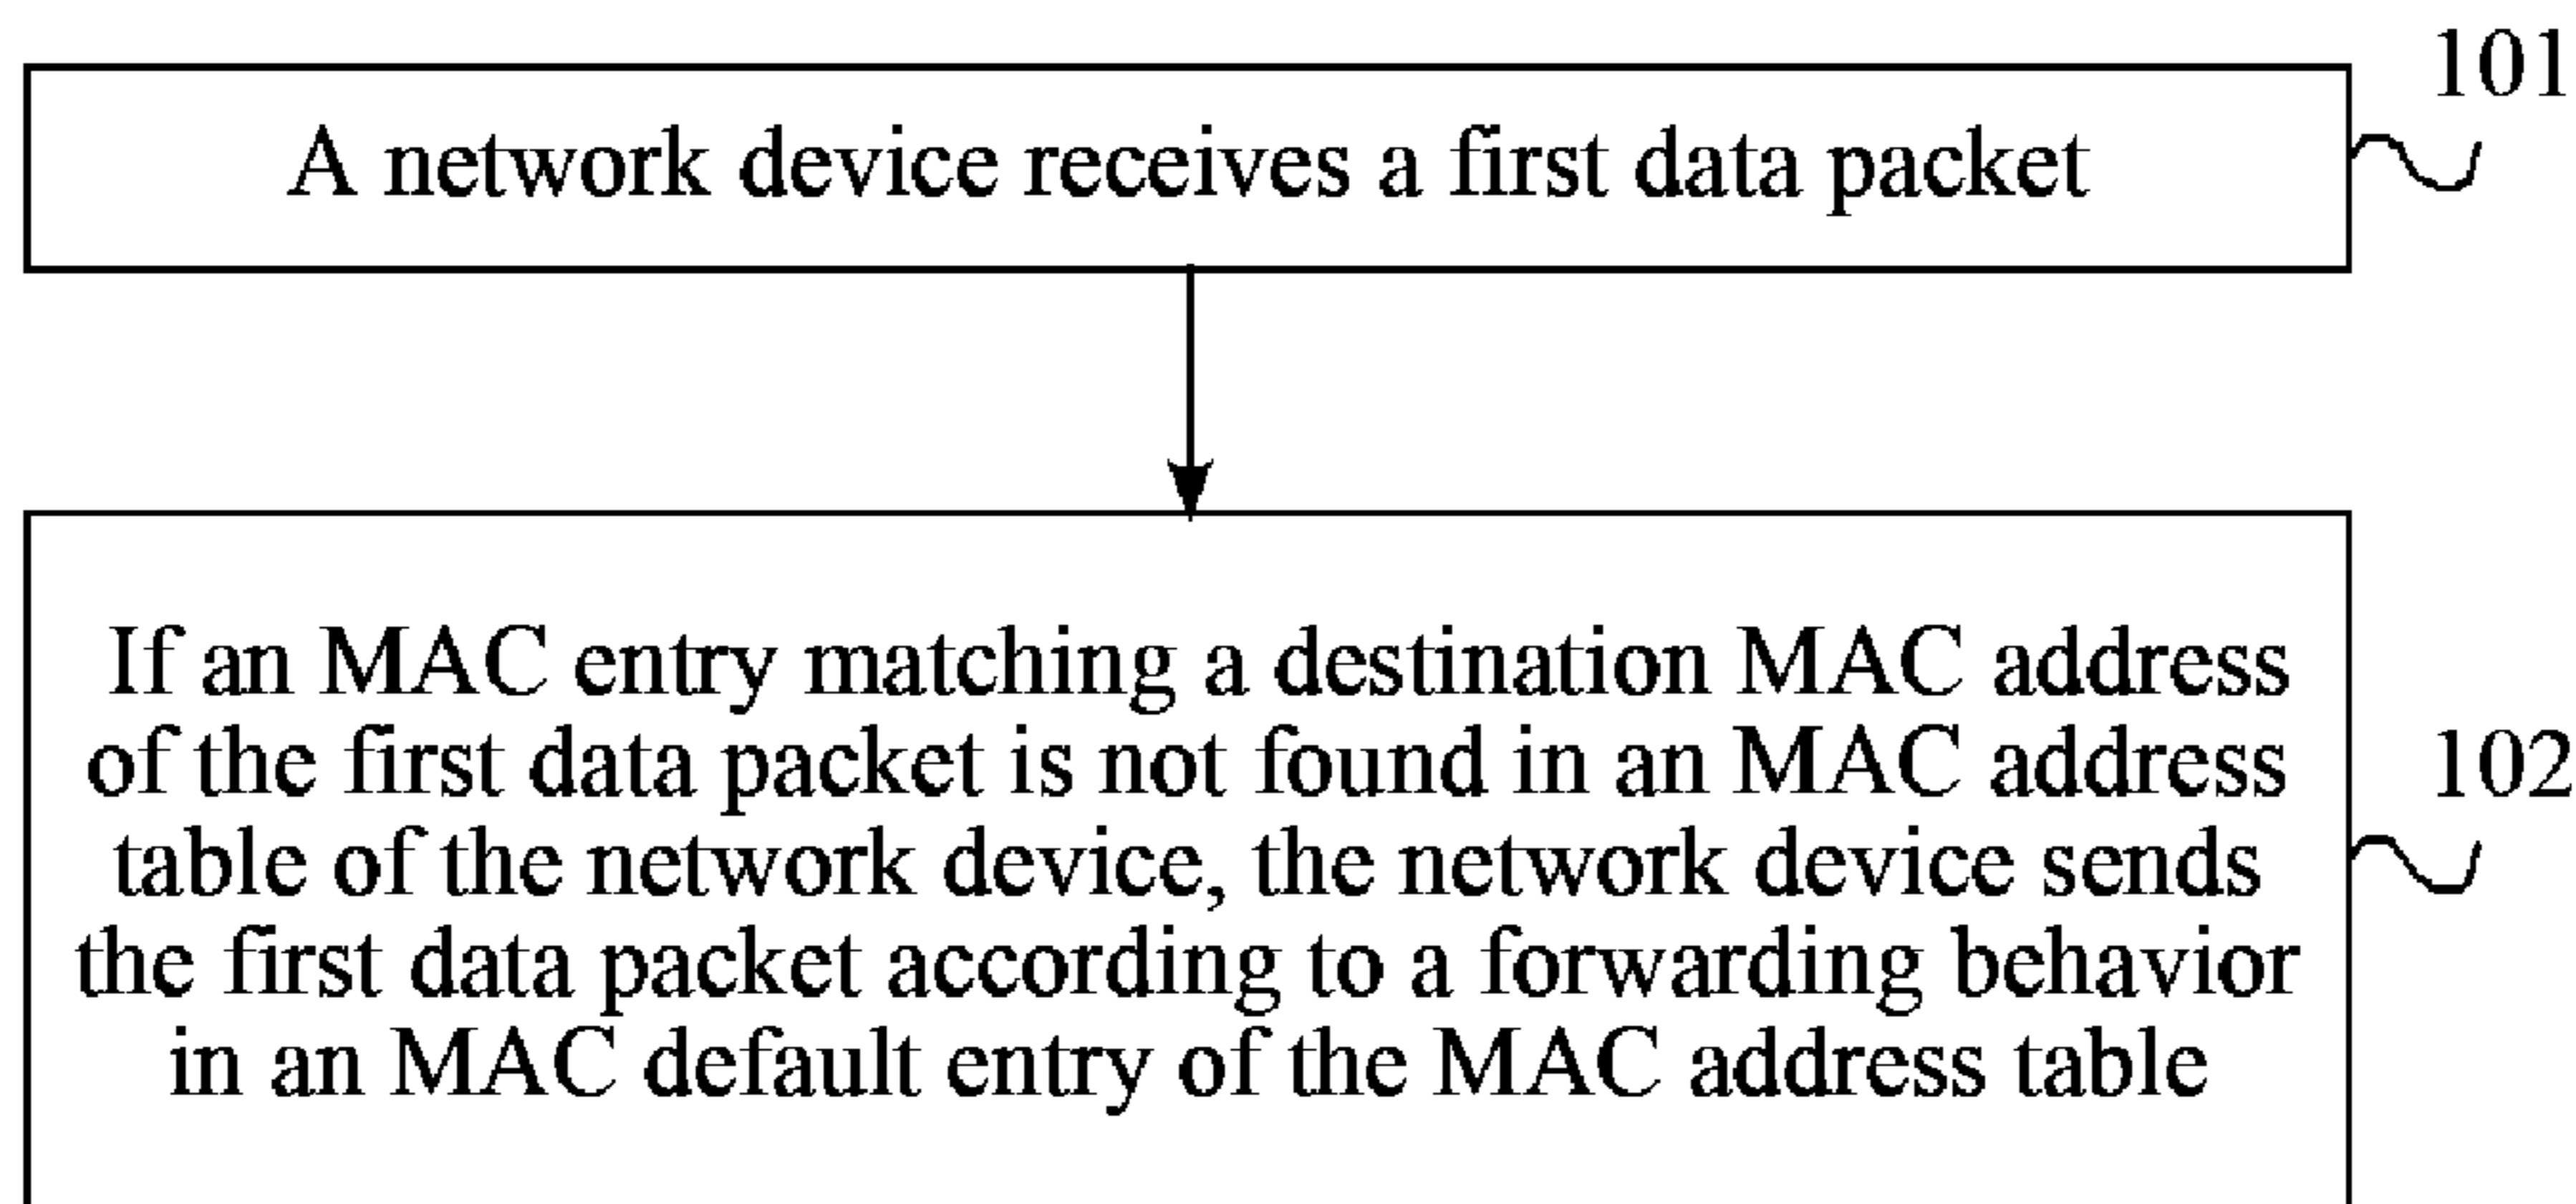 101
A network device receives a first data packet
If an MAC entry matching a destination MAC address
of the first data packet is not found in an MAC address
table of the network device, the network device sends
the first data packet according to a forwarding behavior
in an MAC default entry of the MAC address table
102